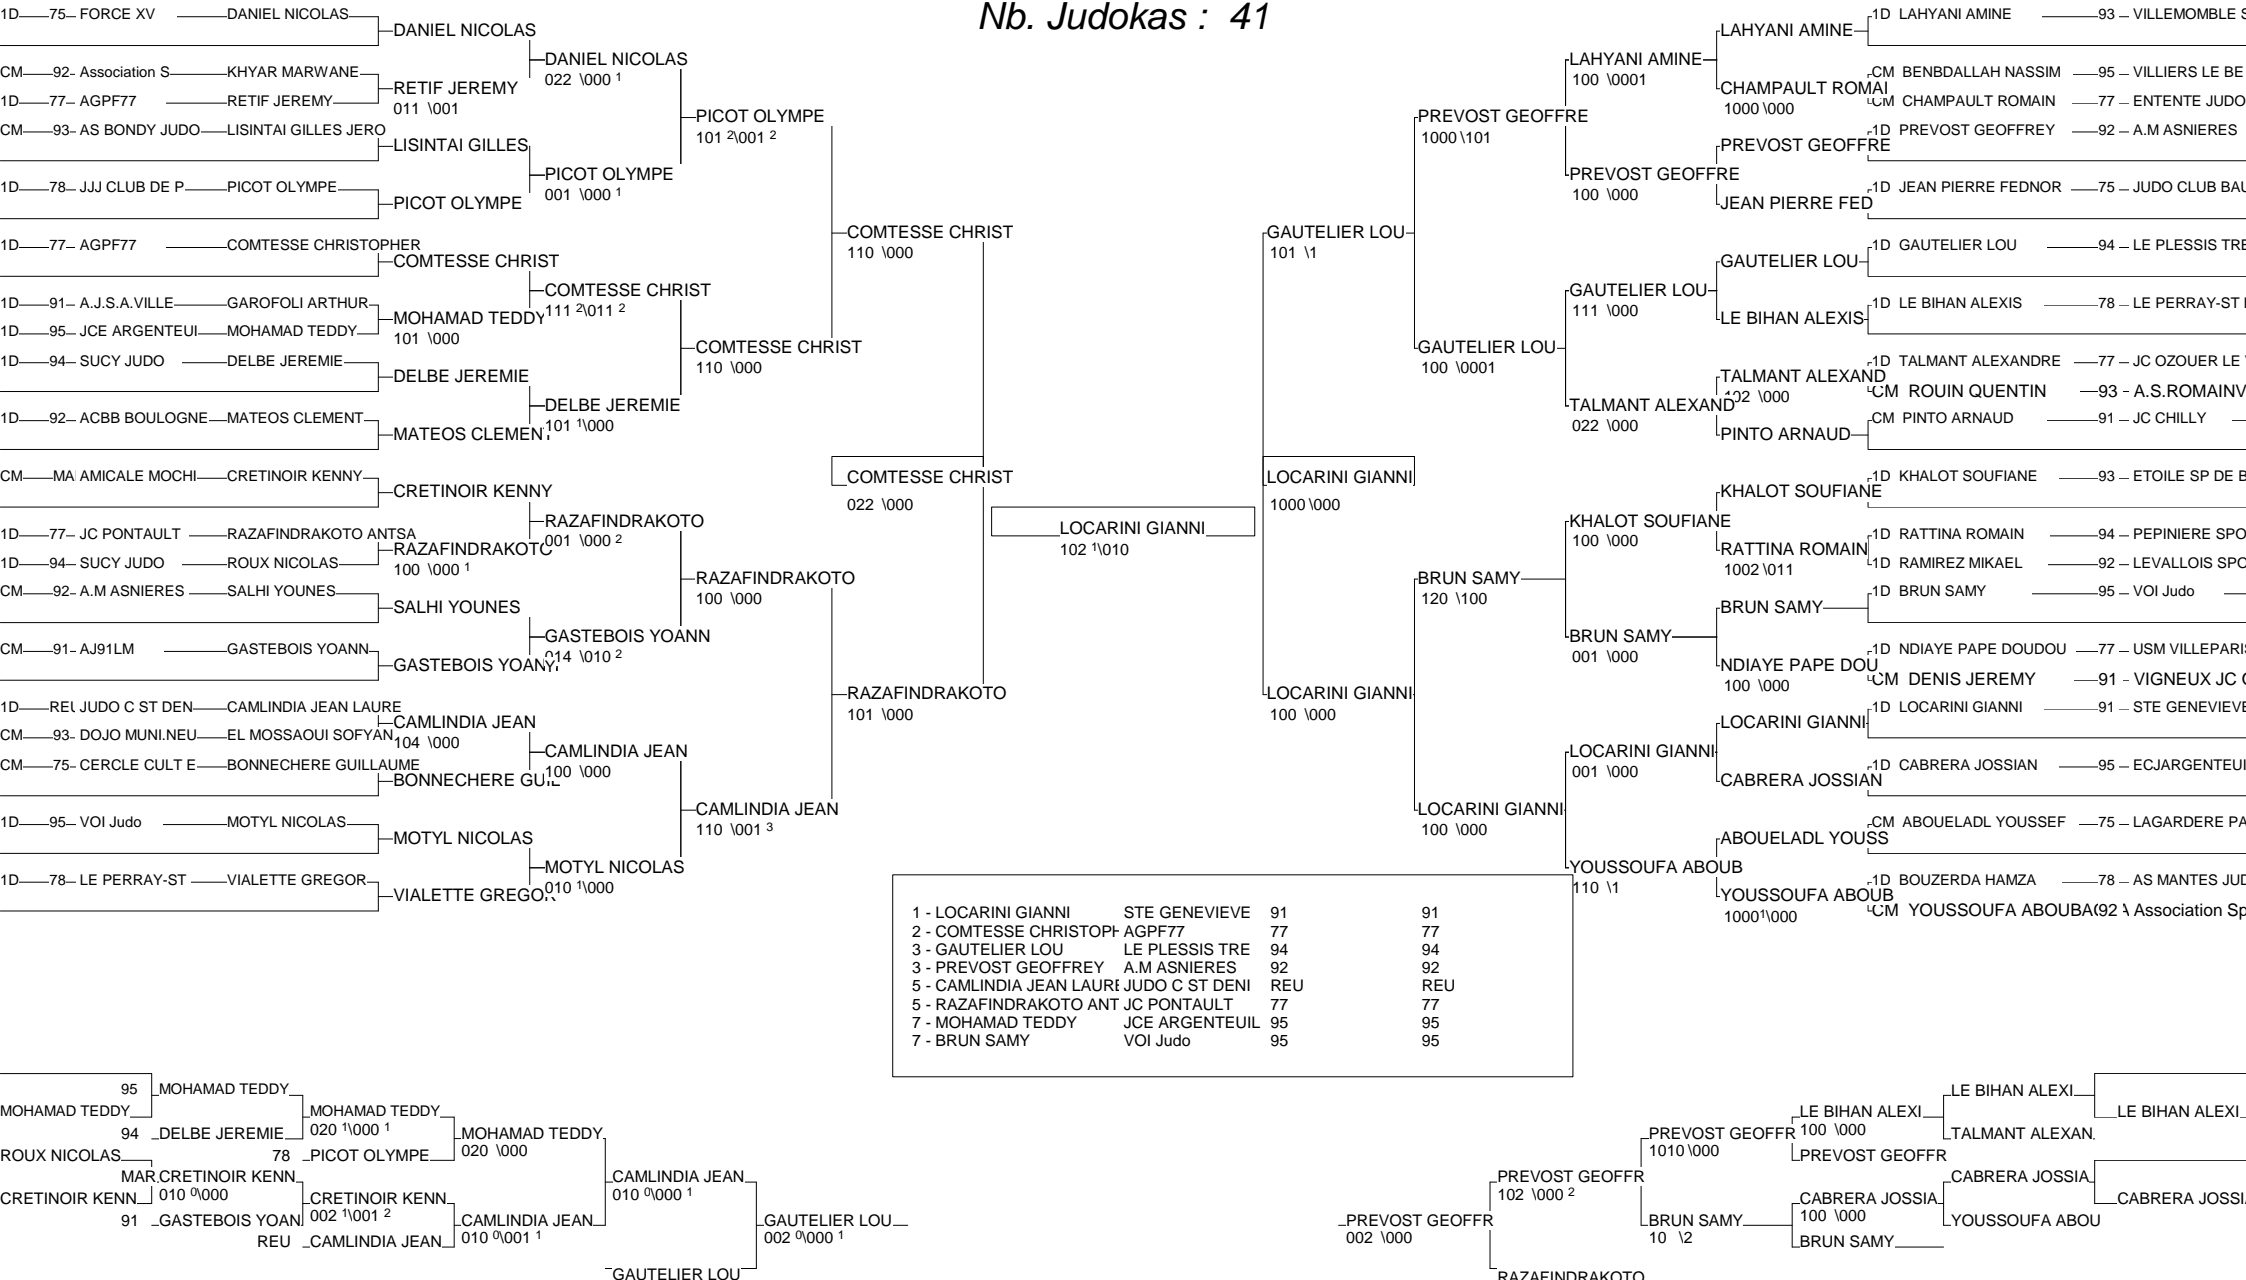 Nb. Judokas : 41
1D 75- FORCE XV DANIEL NICOLAS
CM 92- Association S KHYAR MARWANE
1D 77- AGPF77 RETIF JEREMY
CM 93- AS BONDY JUDO LISINTAI GILLES JERO
1D 78- JJJ CLUB DE P PICOT OLYMPE
1D 77- AGPF77 COMTESSE CHRISTOPHER
1D 91- A.J.S.A.VILLE GAROFOLI ARTHUR
1D 95- JCE ARGENTEUI MOHAMAD TEDDY
1D 94- SUCY JUDO DELBE JEREMIE
1D 92- ACBB BOULOGNE MATEOS CLEMENT
CM MA AMICALE MOCHI CRETINOIR KENNY
1D 77- JC PONTAULT RAZAFINDRAKOTO ANTSA
1D 94- SUCY JUDO ROUX NICOLAS
CM 92- A.M ASNIERES SALHI YOUNES
CM 91- AJ91LM GASTEBOIS YOANN
1D REU JUDO C ST DEN CAMLINDIA JEAN LAURE
CM 93- DOJO MUNI.NEU EL MOSSAOUI SOFYAN
CM 75- CERCLE CULT E BONNECHERE GUILLAUME
1D 95- VOI Judo MOTYL NICOLAS
1D 78- LE PERRAY-ST VIALETTE GREGOR
DANIEL NICOLAS
RETIF JEREMY
011 \001
LISINTAI GILLES
PICOT OLYMPE
COMTESSE CHRIST
MOHAMAD TEDDY
101 \000
DELBE JEREMIE
MATEOS CLEMENT
CRETINOIR KENNY
RAZAFINDRAKOTO
100 \000 1
SALHI YOUNES
GASTEBOIS YOANN
CAMLINDIA JEAN
104 \000
BONNECHERE GUIL
MOTYL NICOLAS
VIALETTE GREGOR
DANIEL NICOLAS
022 \000 1
PICOT OLYMPE
001 \000 1
COMTESSE CHRIST
111 2\011 2
DELBE JEREMIE
101 1\000
RAZAFINDRAKOTO
001 \000 2
GASTEBOIS YOANN
014 \010 2
CAMLINDIA JEAN
100 \000
MOTYL NICOLAS
010 1\000
PICOT OLYMPE
101 2\001 2
COMTESSE CHRIST
110 \000
RAZAFINDRAKOTO
100 \000
CAMLINDIA JEAN
110 \001 3
COMTESSE CHRIST
110 \000
COMTESSE CHRIST
022 \000
RAZAFINDRAKOTO
101 \000
LOCARINI GIANNI
102 1\010
GAUTELIER LOU
101 \1
LOCARINI GIANNI
1000 \000
LOCARINI GIANNI
100 \000
PREVOST GEOFFRE
1000 \101
GAUTELIER LOU
100 \0001
BRUN SAMY
120 \100
LOCARINI GIANNI
100 \000
LAHYANI AMINE
100 \0001
PREVOST GEOFFRE
100 \000
GAUTELIER LOU
111 \000
TALMANT ALEXAND
022 \000
KHALOT SOUFIANE
100 \000
BRUN SAMY
001 \000
LOCARINI GIANNI
001 \000
YOUSSOUFA ABOUB
110 \1
LAHYANI AMINE
CHAMPAULT ROMAI
1000 \000
PREVOST GEOFFRE
JEAN PIERRE FED
GAUTELIER LOU
LE BIHAN ALEXIS
TALMANT ALEXAND
102 \000
PINTO ARNAUD
KHALOT SOUFIANE
RATTINA ROMAIN
1002 \011
BRUN SAMY
NDIAYE PAPE DOU
100 \000
LOCARINI GIANNI
CABRERA JOSSIAN
ABOUELADL YOUSS
YOUSSOUFA ABOUB
1000 1\000
1D LAHYANI AMINE 93 – VILLEMOMBLE S
CM BENBDALLAH NASSIM 95 – VILLIERS LE BE
CM CHAMPAULT ROMAIN 77 – ENTENTE JUDO
1D PREVOST GEOFFREY 92 – A.M ASNIERES
1D JEAN PIERRE FEDNOR 75 – JUDO CLUB BAU
1D GAUTELIER LOU 94 – LE PLESSIS TRE
1D LE BIHAN ALEXIS 78 – LE PERRAY-ST
1D TALMANT ALEXANDRE 77 – JC OZOUER LE
CM ROUIN QUENTIN 93 – A.S.ROMAINV
CM PINTO ARNAUD 91 – JC CHILLY
1D KHALOT SOUFIANE 93 – ETOILE SP DE B
1D RATTINA ROMAIN 94 – PEPINIERE SPO
1D RAMIREZ MIKAEL 92 – LEVALLOIS SPO
1D BRUN SAMY 95 – VOI Judo
1D NDIAYE PAPE DOUDOU 77 – USM VILLEPARIS
CM DENIS JEREMY 91 – VIGNEUX JC
1D LOCARINI GIANNI 91 – STE GENEVIEVE
1D CABRERA JOSSIAN 95 – ECJARGENTEUI
CM ABOUELADL YOUSSEF 75 – LAGARDERE PA
1D BOUZERDA HAMZA 78 – AS MANTES JUD
CM YOUSSOUFA ABOUBA 92 Association Sp
1 - LOCARINI GIANNI STE GENEVIEVE 91 91
2 - COMTESSE CHRISTOPH AGPF77 77 77
3 - GAUTELIER LOU LE PLESSIS TRE 94 94
3 - PREVOST GEOFFREY A.M ASNIERES 92 92
5 - CAMLINDIA JEAN LAURE JUDO C ST DENI REU REU
5 - RAZAFINDRAKOTO ANT JC PONTAULT 77 77
7 - MOHAMAD TEDDY JCE ARGENTEUIL 95 95
7 - BRUN SAMY VOI Judo 95 95
MOHAMAD TEDDY
ROUX NICOLAS
CRETINOIR KENN
95 MOHAMAD TEDDY
94 DELBE JEREMIE
MAR CRETINOIR KENN
010 0\000
91 GASTEBOIS YOAN
MOHAMAD TEDDY
020 1\000 1
78 PICOT OLYMPE
CRETINOIR KENN
002 1\001 2
REU CAMLINDIA JEAN
MOHAMAD TEDDY
020 \000
CAMLINDIA JEAN
010 0\001 1
CAMLINDIA JEAN
010 0\000 1
GAUTELIER LOU
GAUTELIER LOU
002 0\000 1
PREVOST GEOFFR
002 \000
PREVOST GEOFFR
102 \000 2
RAZAFINDRAKOTO
PREVOST GEOFFR
1010 \000
BRUN SAMY
10 \2
LE BIHAN ALEXI
100 \000
PREVOST GEOFFR
CABRERA JOSSIA
100 \000
BRUN SAMY
LE BIHAN ALEXI
TALMANT ALEXAN
CABRERA JOSSIA
YOUSSOUFA ABOU
LE BIHAN ALEXI
CABRERA JOSSI